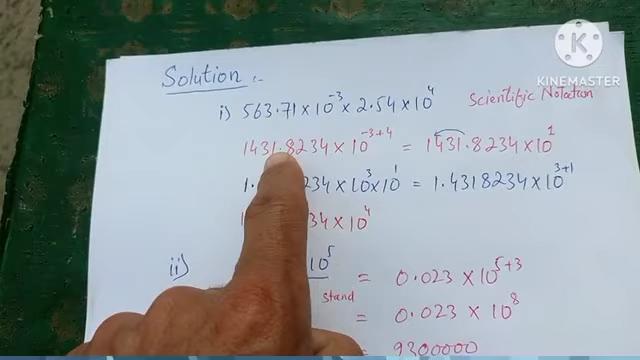 KINEMASTER
Solution :-
i) 563.71 × 10⁻³ × 2.54 × 10⁴ Scientific Notation
1431.8234 × 10⁻³⁺⁴ = 1431.8234 × 10¹
1. 234 × 10³ × 10¹ = 1.4318234 × 10³⁺¹
34 × 10⁴
ii) 10⁵ = 0.023 × 10⁵⁺³
stand = 0.023 × 10⁸
= 9300000